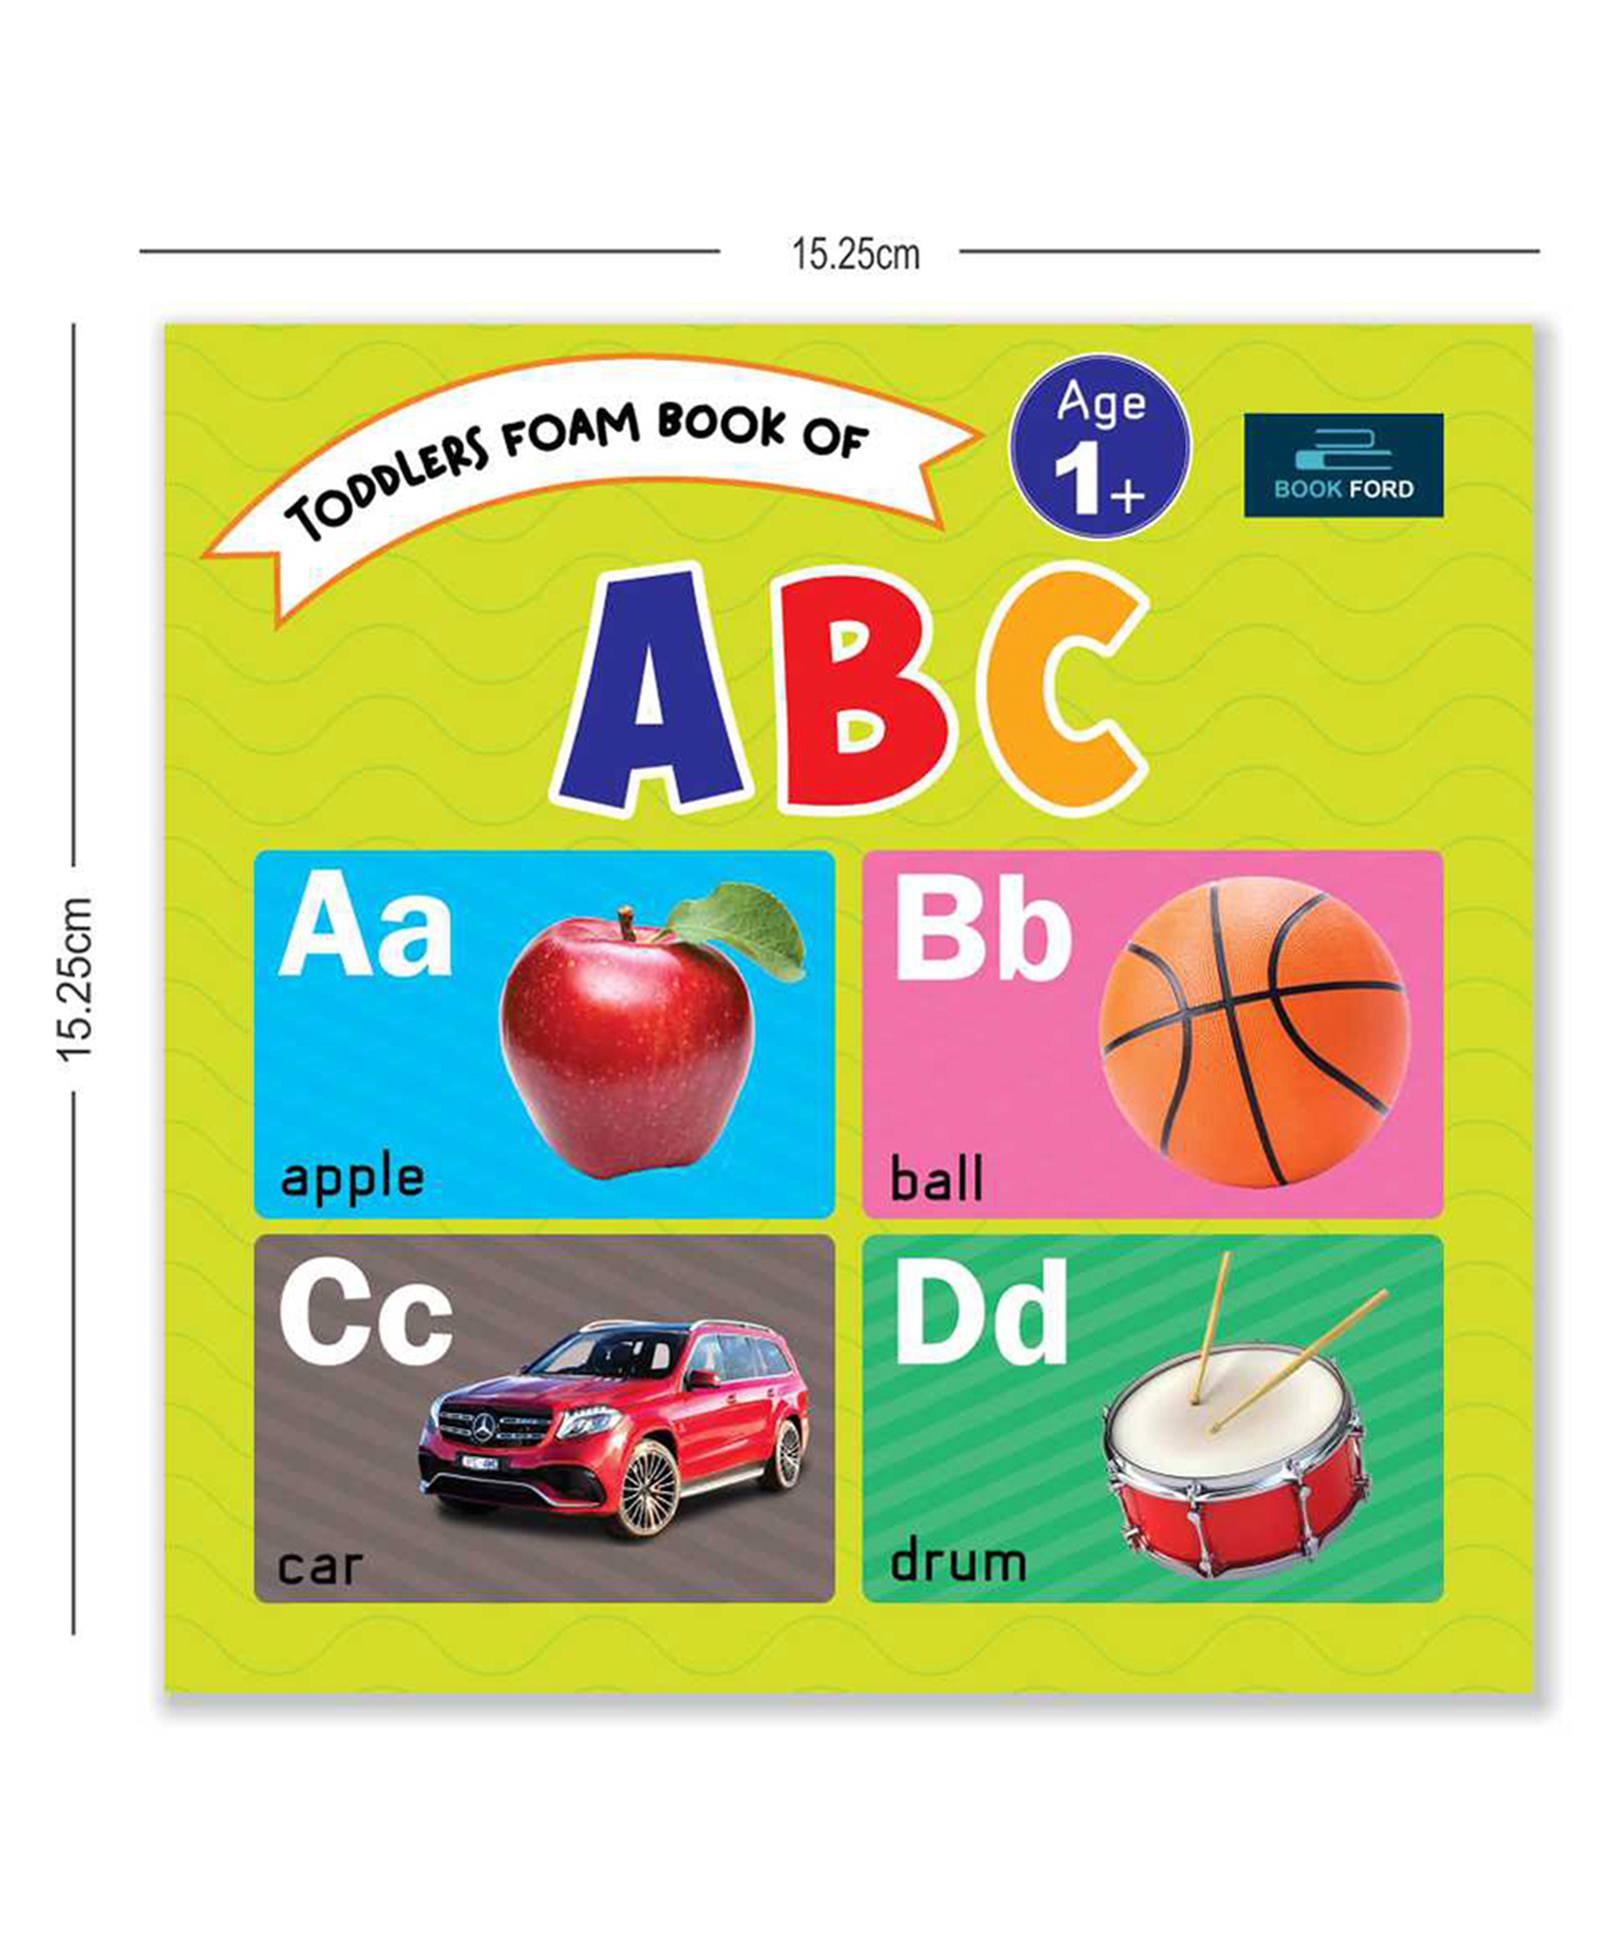 15.25cm
15.25cm
TODDLERS FOAM BOOK OF
Age
1+
BOOK FORD
ABC
Aa
apple
Bb
ball
Cc
car
Dd
drum